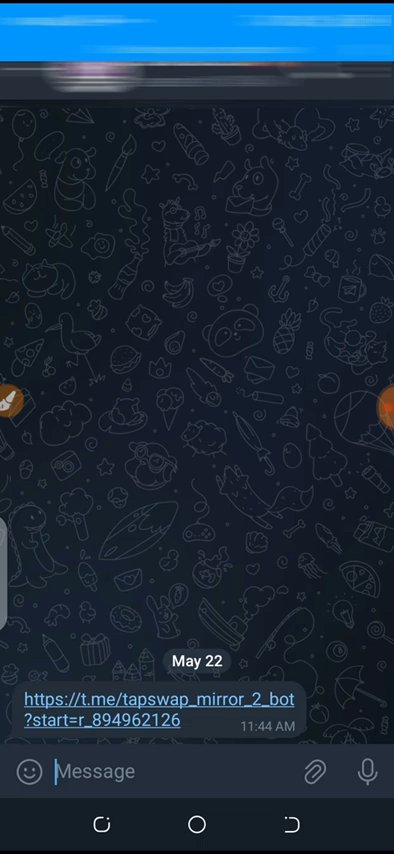 May 22
https://t.me/tapswap_mirror_2_bot
?start=r_894962126
11:44 AM
Message